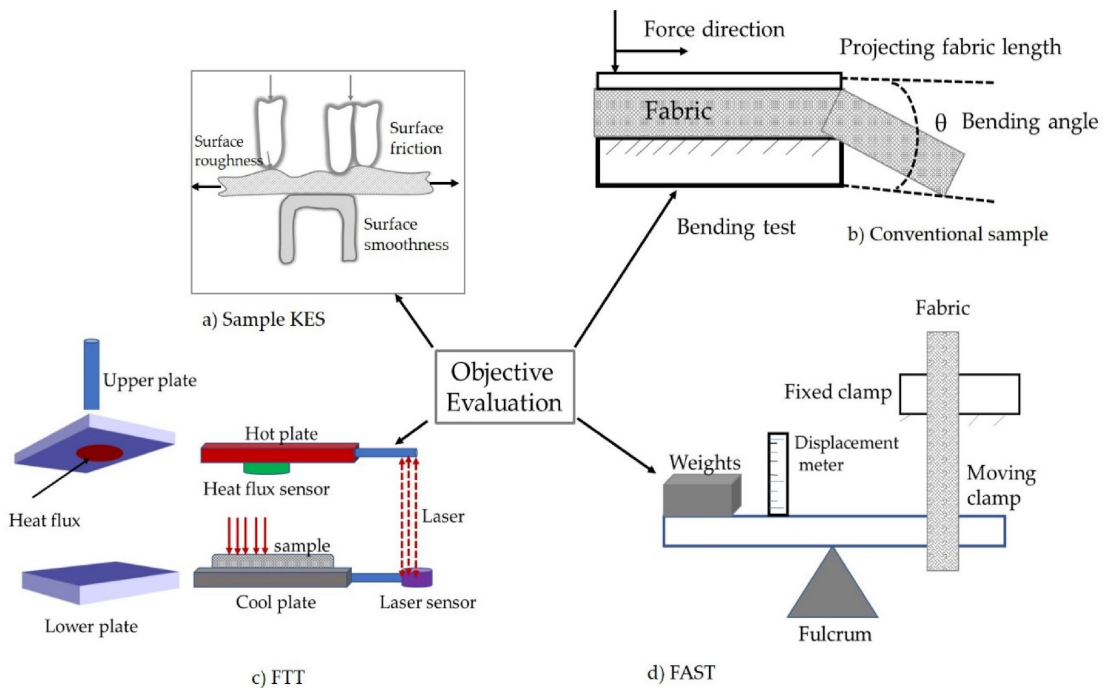 Surface
roughness
Surface
friction
Surface
smoothness
a) Sample KES
Force direction
Projecting fabric length
Fabric
θ Bending angle
Bending test
b) Conventional sample
Objective
Evaluation
Upper plate
Heat flux
Lower plate
Hot plate
Heat flux sensor
Laser
sample
Cool plate
Laser sensor
c) FTT
Fabric
Fixed clamp
Weights
Displacement
meter
Moving
clamp
Fulcrum
d) FAST